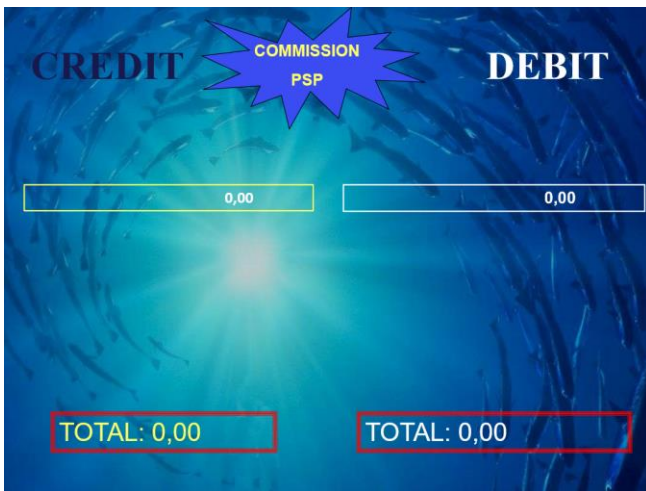 CREDIT
COMMISSION
PSP
DEBIT
0,00
0,00
TOTAL: 0,00
TOTAL: 0,00